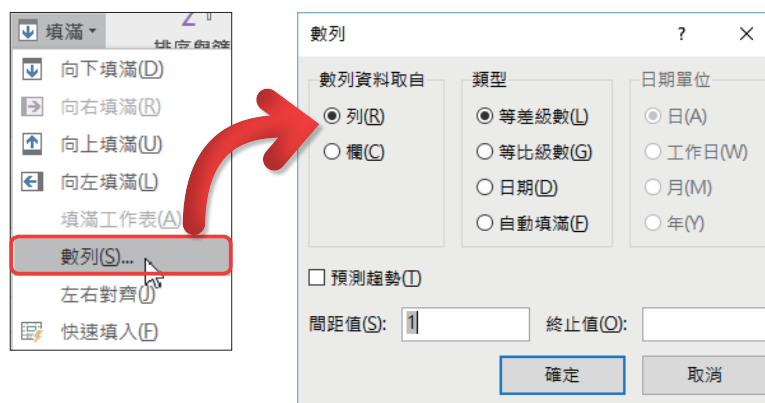 填滿
排序與篩
向下填滿(D)
向右填滿(R)
向上填滿(U)
向左填滿(L)
填滿工作表(A)
數列(S)...
左右對齊(J)
快速填入(F)
數列
?
數列資料取自
列(R)
欄(C)
類型
等差級數(L)
等比級數(G)
日期(D)
自動填滿(F)
日期單位
日(A)
工作日(W)
月(M)
年(Y)
預測趨勢(T)
間距值(S): 1
終止值(O):
確定
取消